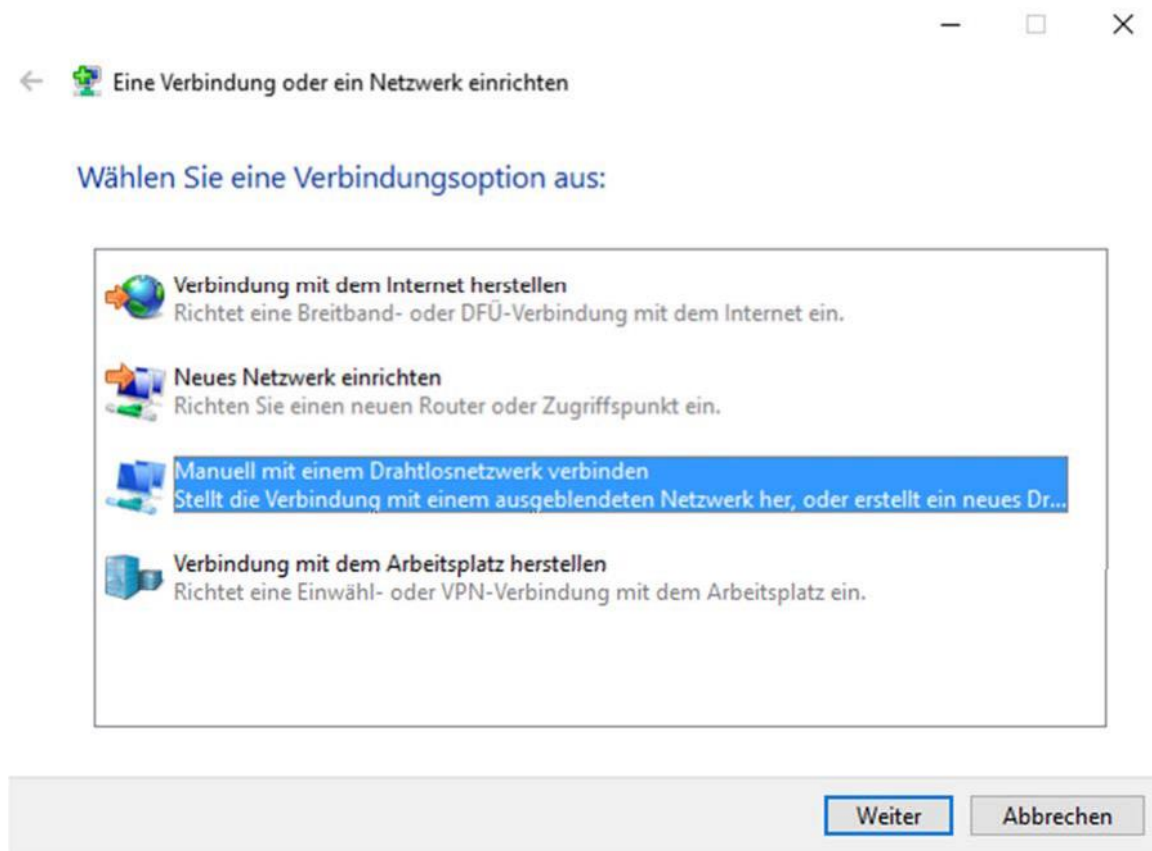 Eine Verbindung oder ein Netzwerk einrichten
Wählen Sie eine Verbindungsoption aus:
Verbindung mit dem Internet herstellen
Richtet eine Breitband- oder DFÜ-Verbindung mit dem Internet ein.
Neues Netzwerk einrichten
Richten Sie einen neuen Router oder Zugriffspunkt ein.
Manuell mit einem Drahtlosnetzwerk verbinden
Stellt die Verbindung mit einem ausgeblendeten Netzwerk her, oder erstellt ein neues Dr...
Verbindung mit dem Arbeitsplatz herstellen
Richtet eine Einwähl- oder VPN-Verbindung mit dem Arbeitsplatz ein.
Weiter
Abbrechen